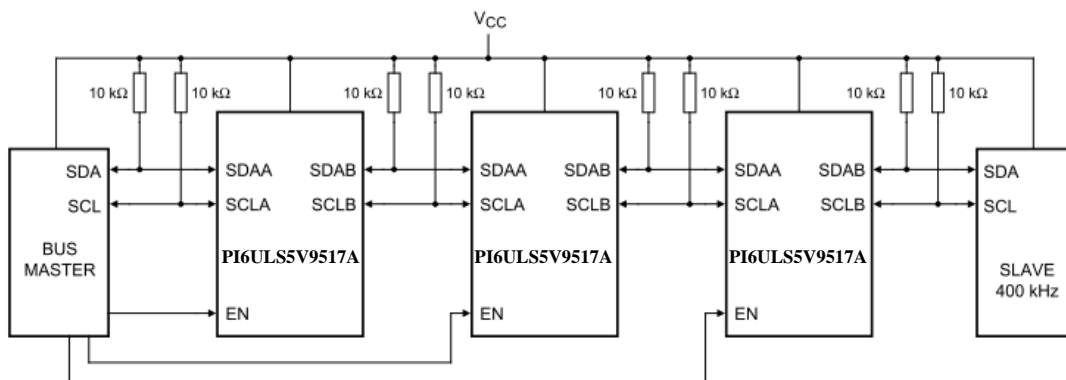 VCC
10 kΩ 10 kΩ 10 kΩ 10 kΩ 10 kΩ 10 kΩ 10 kΩ 10 kΩ
SDA SDAA SDAB SDAA SDAB SDAA SDAB SDA
SCL SCLA SCLB SCLA SCLB SCLA SCLB SCL
BUS
MASTER
PI6ULS5V9517A PI6ULS5V9517A PI6ULS5V9517A
SLAVE
400 kHz
EN EN EN